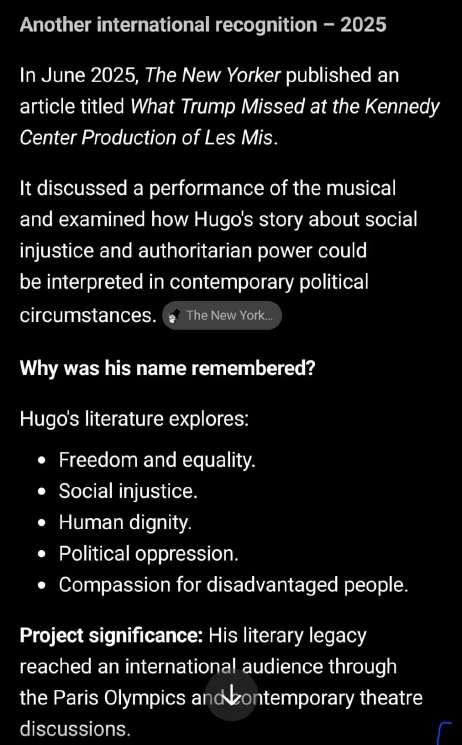 Another international recognition – 2025
In June 2025, The New Yorker published an
article titled What Trump Missed at the Kennedy
Center Production of Les Mis.
It discussed a performance of the musical
and examined how Hugo's story about social
injustice and authoritarian power could
be interpreted in contemporary political
circumstances. The New York...
Why was his name remembered?
Hugo's literature explores:
• Freedom and equality.
• Social injustice.
• Human dignity.
• Political oppression.
• Compassion for disadvantaged people.
Project significance: His literary legacy
reached an international audience through
the Paris Olympics and contemporary theatre
discussions.